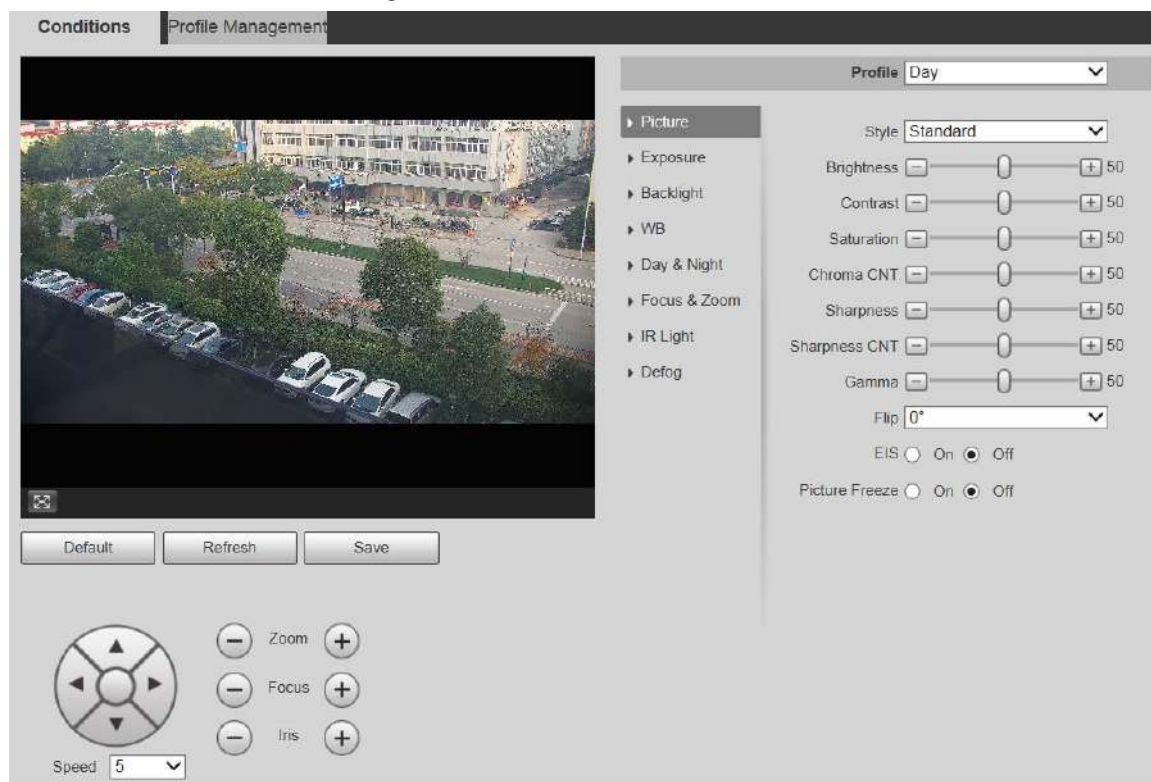 Conditions
Profile Management
Profile Day
Picture
Exposure
Backlight
WB
Day & Night
Focus & Zoom
IR Light
Defog
Style Standard
Brightness 50
Contrast 50
Saturation 50
Chroma CNT 50
Sharpness 50
Sharpness CNT 50
Gamma 50
Flip 0°
EIS On Off
Picture Freeze On Off
Default
Refresh
Save
Zoom
Focus
Iris
Speed 5